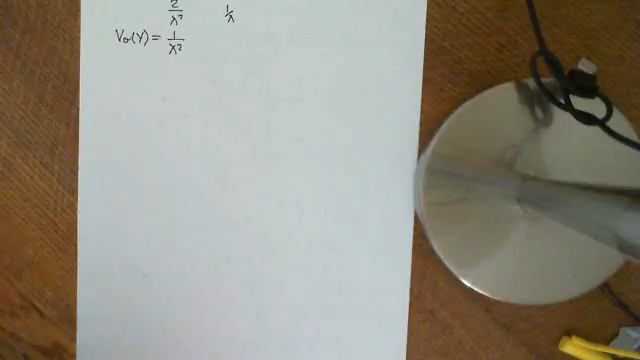 2/λ² 1/λ
Var(Y) = 1/λ²